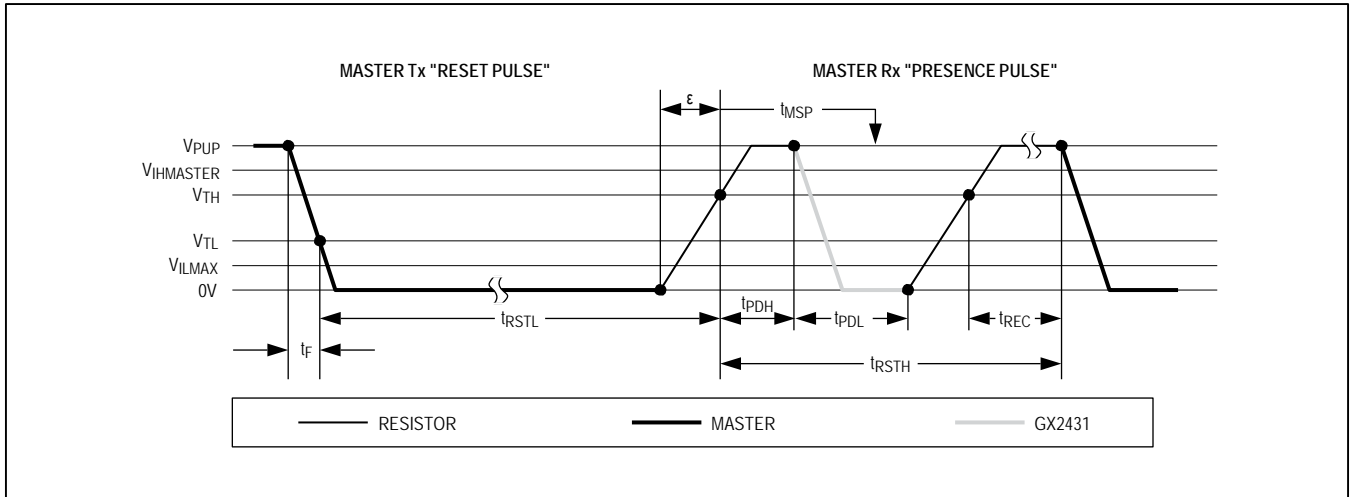 MASTER Tx "RESET PULSE"
MASTER Rx "PRESENCE PULSE"
ε
tMSP
VPUP
VIHMASTER
VTH
VTL
VILMAX
0V
tRSTL
tPDH
tPDL
tREC
tF
tRSTH
RESISTOR
MASTER
GX2431